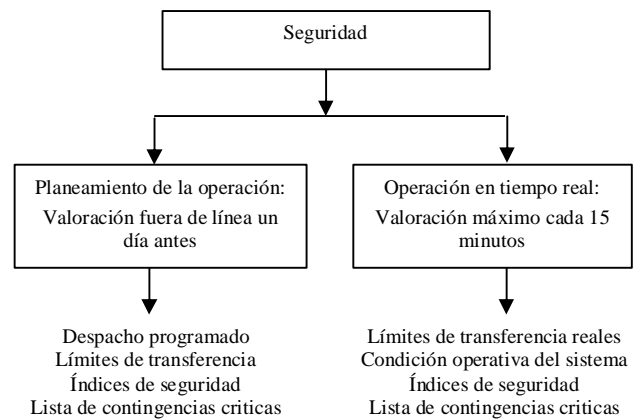 Seguridad
Planeamiento de la operación:
Valoración fuera de línea un
día antes
Operación en tiempo real:
Valoración máximo cada 15
minutos
Despacho programado
Límites de transferencia
Índices de seguridad
Lista de contingencias criticas
Límites de transferencia reales
Condición operativa del sistema
Índices de seguridad
Lista de contingencias criticas